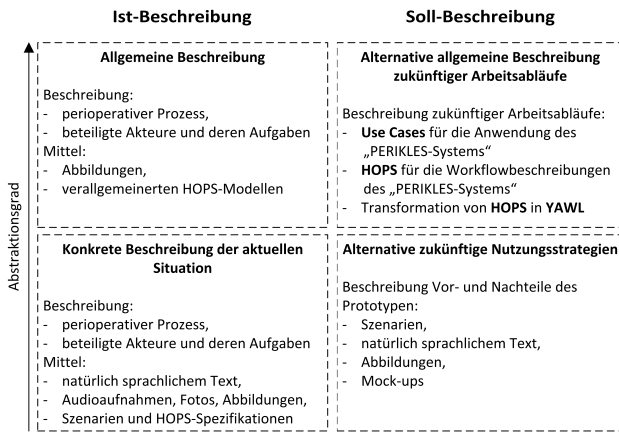 Ist-Beschreibung
Soll-Beschreibung
Abstraktionsgrad
Allgemeine Beschreibung
Beschreibung:
- perioperativer Prozess,
- beteiligte Akteure und deren Aufgaben
Mittel:
- Abbildungen,
- verallgemeinerten HOPS-Modellen
Alternative allgemeine Beschreibung
zukünftiger Arbeitsabläufe
Beschreibung zukünftiger Arbeitsabläufe:
- Use Cases für die Anwendung des
„PERIKLES-Systems“
- HOPS für die Workflowbeschreibungen
des „PERIKLES-Systems“
- Transformation von HOPS in YAWL
Konkrete Beschreibung der aktuellen
Situation
Beschreibung:
- perioperativer Prozess,
- beteiligte Akteure und deren Aufgaben
Mittel:
- natürlich sprachlichem Text,
- Audioaufnahmen, Fotos, Abbildungen,
- Szenarien und HOPS-Spezifikationen
Alternative zukünftige Nutzungsstrategien
Beschreibung Vor- und Nachteile des
Prototypen:
- Szenarien,
- natürlich sprachlichem Text,
- Abbildungen,
- Mock-ups